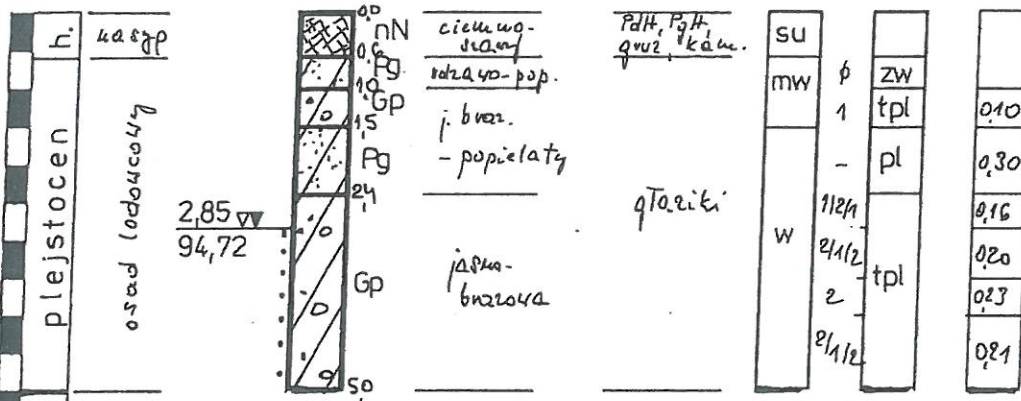 h.
nasyp
0,0
nN
ciemno-
szary
PdH, PgH,
gruz, kam.
su
0,6
Pg
rdzawo-pop.
mw
ϕ
zw
1,0
Gp
j. brąz.
- popielaty
1
tpl
0,10
1,5
Pg
-
pl
0,30
2,4
plejstocen
osad lodowcowy
2,85
94,72
Gp
jasno-
brązowa
głaziki
w
1/2/1
0,16
2/1/2
tpl
0,20
2
0,23
2/1/2
0,21
5,0